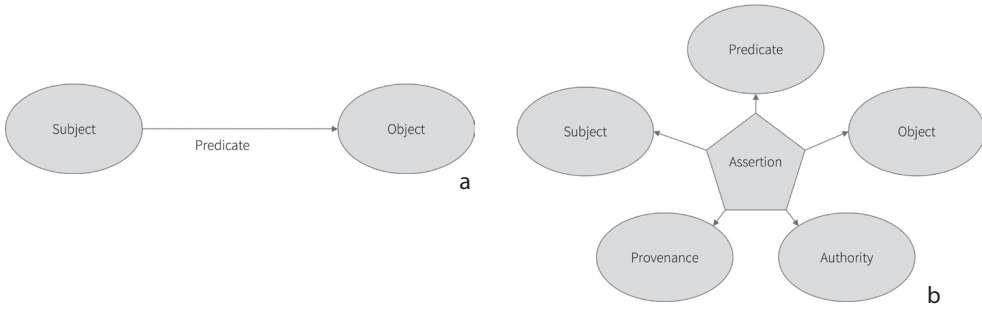 Subject
Predicate
Object
a
Predicate
Subject
Object
Assertion
Provenance
Authority
b